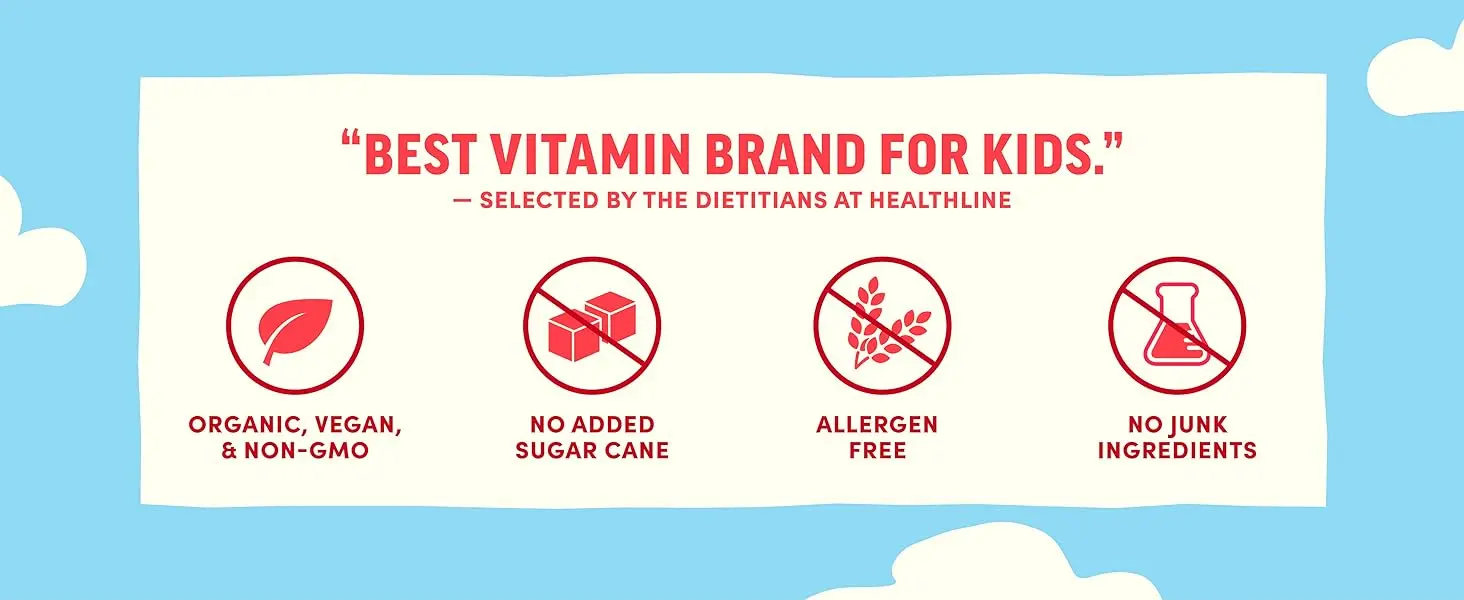 “BEST VITAMIN BRAND FOR KIDS.”
— SELECTED BY THE DIETITIANS AT HEALTHLINE
ORGANIC, VEGAN,
& NON-GMO
NO ADDED
SUGAR CANE
ALLERGEN
FREE
NO JUNK
INGREDIENTS